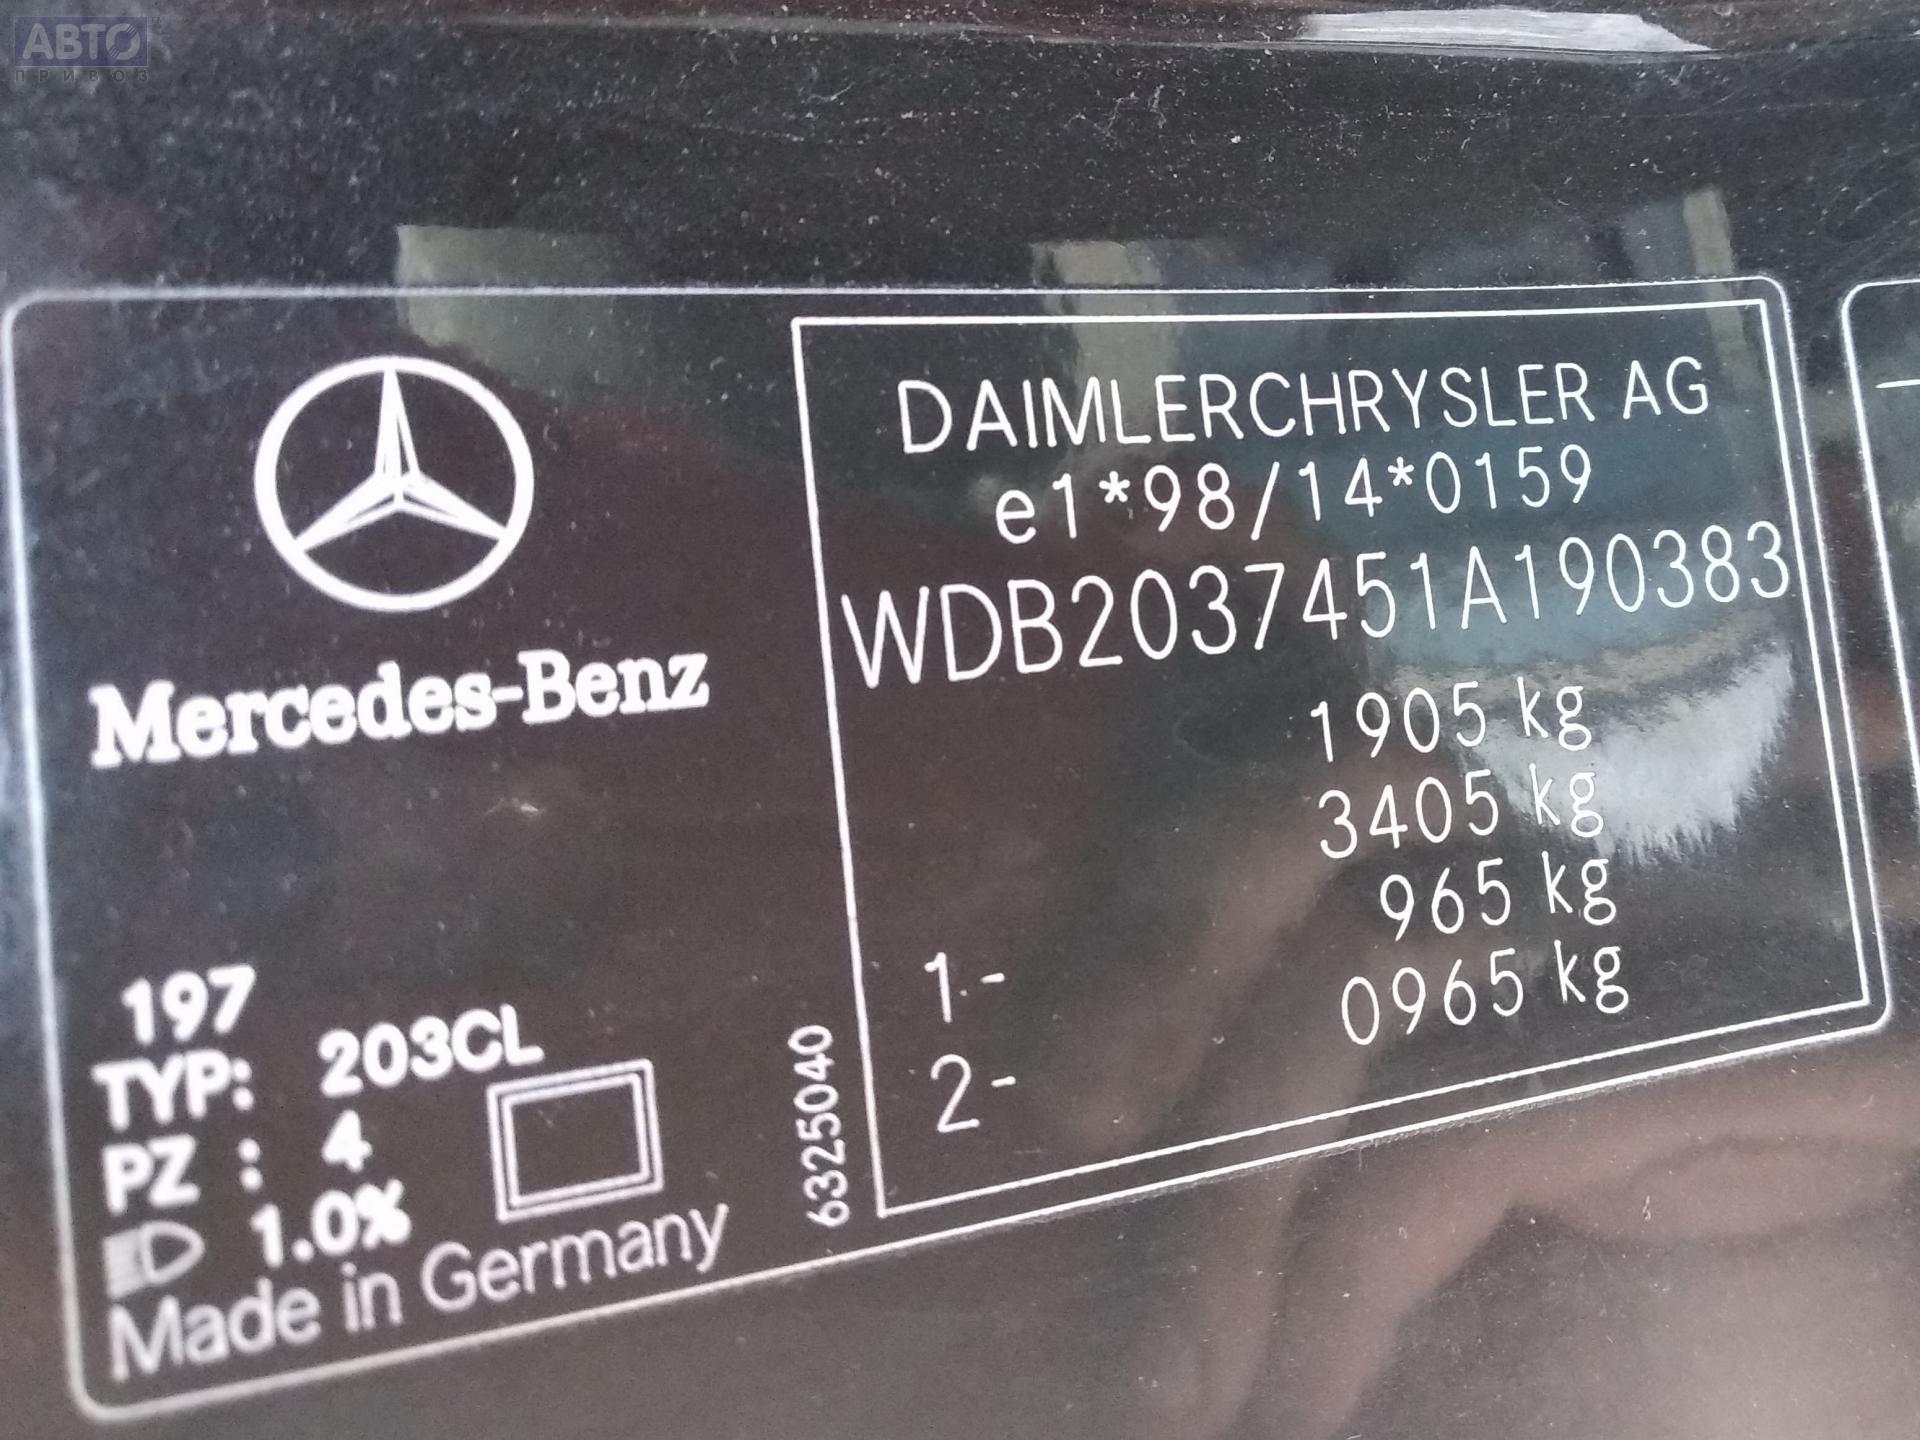 АВТО
ПРИВОЗ
Mercedes-Benz
197
TYP: 203CL
PZ : 4
1.0%
Made in Germany
6325040
DAIMLERCHRYSLER AG
e1*98/14*0159
WDB2037451A190383
1905 kg
3405 kg
1- 965 kg
2- 0965 kg